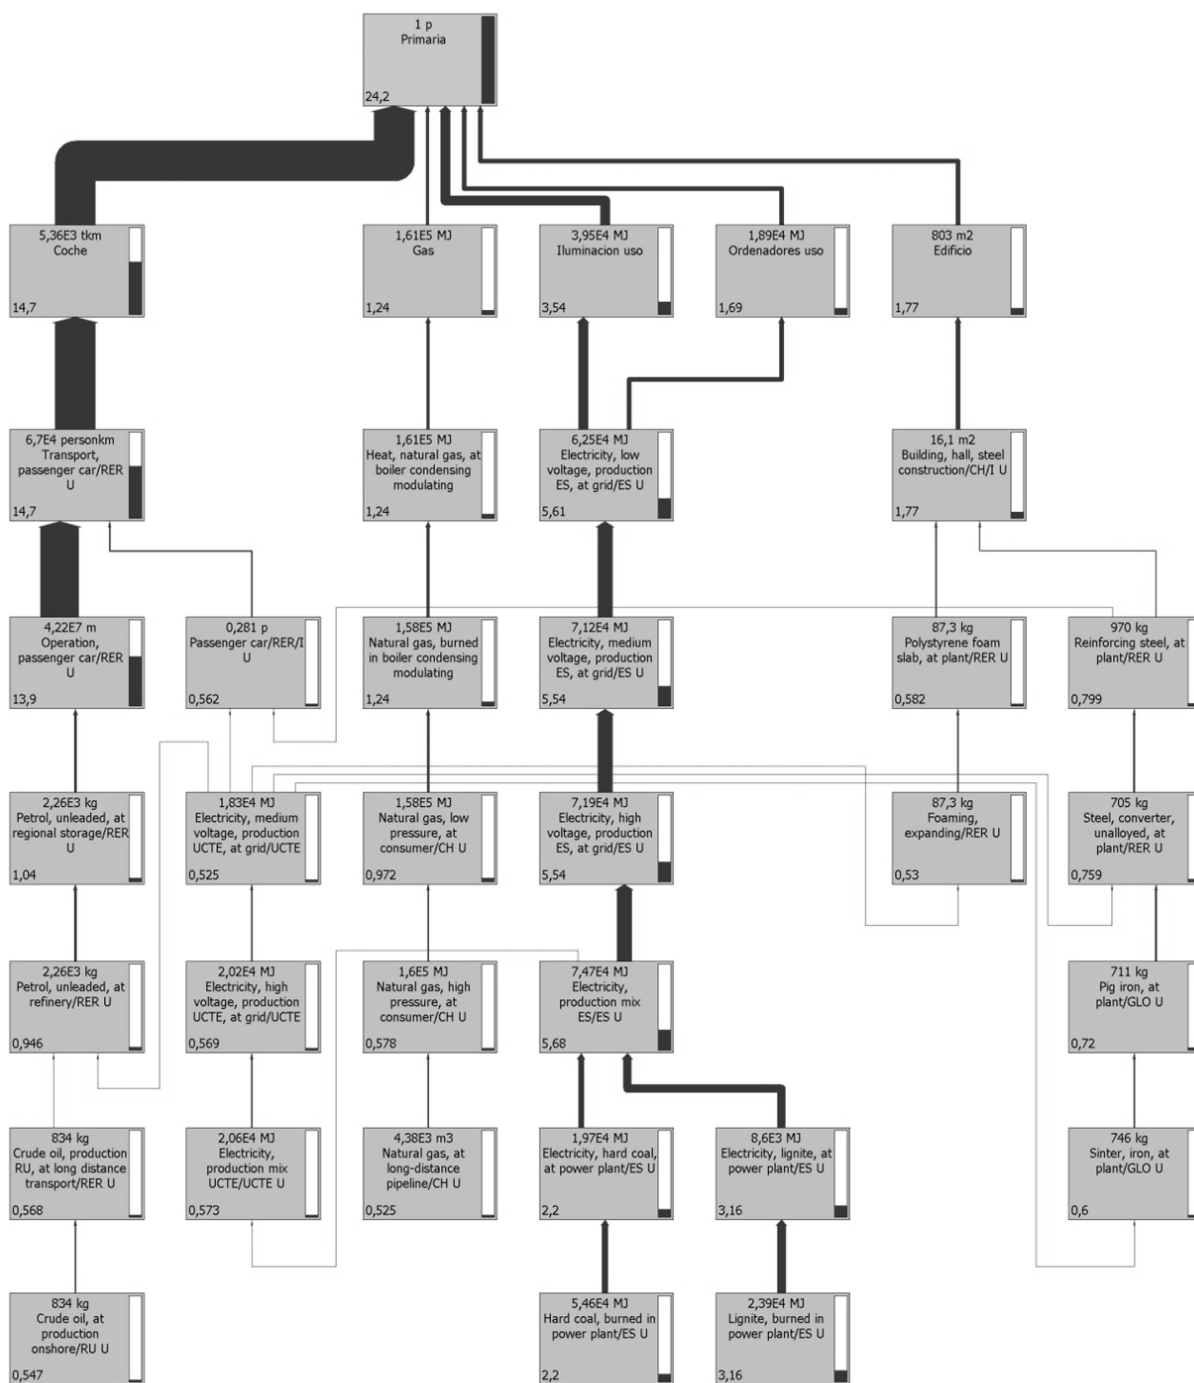 1 p
Primaria
24,2
5,36E3 tkm
Coche
14,7
1,61E5 MJ
Gas
1,24
3,95E4 MJ
Iluminacion uso
3,54
1,89E4 MJ
Ordenadores uso
1,69
803 m2
Edificio
1,77
6,7E4 personkm
Transport,
passenger car/RER
U
14,7
1,61E5 MJ
Heat, natural gas, at
boiler condensing
modulating
1,24
6,25E4 MJ
Electricity, low
voltage, production
ES, at grid/ES U
5,61
16,1 m2
Building, hall, steel
construction/CH/I U
1,77
4,22E7 m
Operation,
passenger car/RER
U
13,9
0,281 p
Passenger car/RER/I
U
0,562
1,58E5 MJ
Natural gas, burned
in boiler condensing
modulating
1,24
7,12E4 MJ
Electricity, medium
voltage, production
ES, at grid/ES U
5,54
87,3 kg
Polystyrene foam
slab, at plant/RER U
0,582
970 kg
Reinforcing steel, at
plant/RER U
0,799
2,26E3 kg
Petrol, unleaded, at
regional storage/RER
U
1,04
1,83E4 MJ
Electricity, medium
voltage, production
UCTE, at grid/UCTE
0,525
1,58E5 MJ
Natural gas, low
pressure, at
consumer/CH U
0,972
7,19E4 MJ
Electricity, high
voltage, production
ES, at grid/ES U
5,54
87,3 kg
Foaming,
expanding/RER U
0,53
705 kg
Steel, converter,
unalloyed, at
plant/RER U
0,759
2,26E3 kg
Petrol, unleaded, at
refinery/RER U
0,946
2,02E4 MJ
Electricity, high
voltage, production
UCTE, at grid/UCTE
0,569
1,6E5 MJ
Natural gas, high
pressure, at
consumer/CH U
0,578
7,47E4 MJ
Electricity,
production mix
ES/ES U
5,68
711 kg
Pig iron, at
plant/GLO U
0,72
834 kg
Crude oil, production
RU, at long distance
transport/RER U
0,568
2,06E4 MJ
Electricity,
production mix
UCTE/UCTE U
0,573
4,38E3 m3
Natural gas, at
long-distance
pipeline/CH U
0,525
1,97E4 MJ
Electricity, hard coal,
at power plant/ES U
2,2
8,6E3 MJ
Electricity, lignite, at
power plant/ES U
3,16
746 kg
Sinter, iron, at
plant/GLO U
0,6
834 kg
Crude oil, at
production
onshore/RU U
0,547
5,46E4 MJ
Hard coal, burned in
power plant/ES U
2,2
2,39E4 MJ
Lignite, burned in
power plant/ES U
3,16